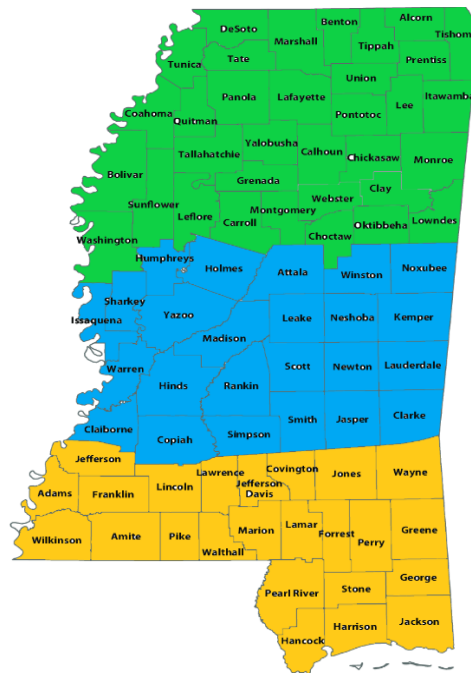 Alcorn
Benton
DeSoto
Tishom
Marshall
Tippah
Tate
Prentiss
Tunica
Union
Itawamba
Panola
Lafayette
Lee
Coahoma
Pontotoc
Quitman
Yalobusha
Calhoun
Tallahatchie
Chickasaw
Monroe
Bolivar
Grenada
Clay
Webster
Sunflower
Leflore
Montgomery
Carroll
Oktibbeha
Lowndes
Washington
Choctaw
Humphreys
Holmes
Attala
Winston
Noxubee
Sharkey
Issaquena
Yazoo
Leake
Neshoba
Kemper
Madison
Warren
Scott
Newton
Lauderdale
Hinds
Rankin
Claiborne
Simpson
Smith
Jasper
Clarke
Copiah
Jefferson
Lawrence
Covington
Jones
Wayne
Adams
Franklin
Lincoln
Jefferson
Davis
Wilkinson
Amite
Pike
Walthall
Marion
Lamar
Forrest
Perry
Greene
George
Pearl River
Stone
Jackson
Hancock
Harrison